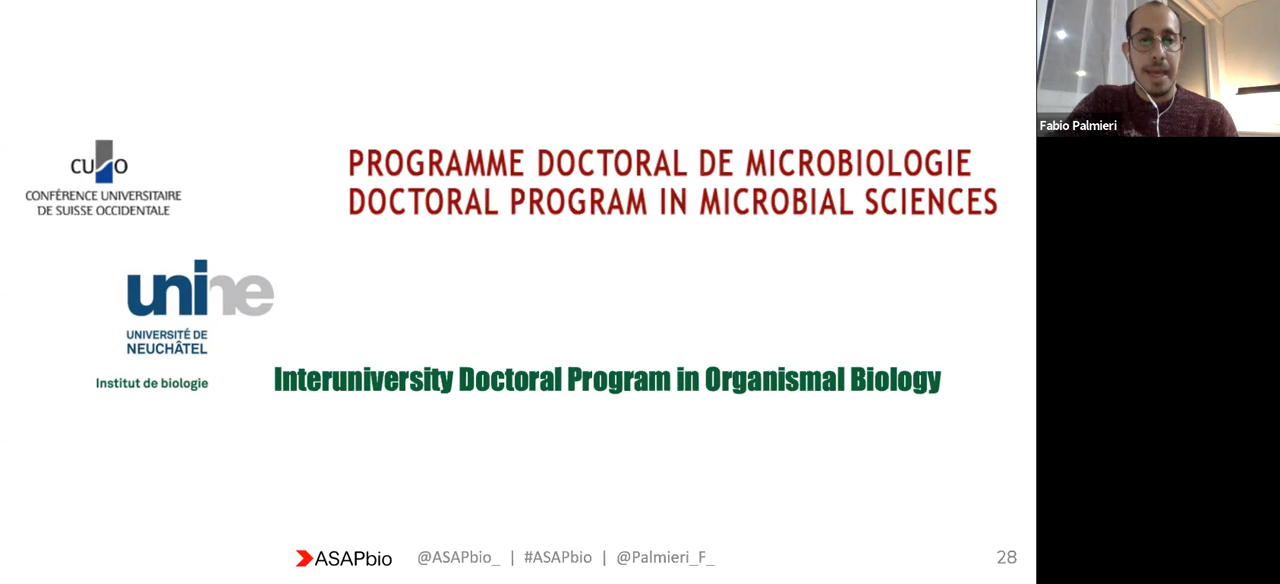 CUSO
CONFÉRENCE UNIVERSITAIRE
DE SUISSE OCCIDENTALE
PROGRAMME DOCTORAL DE MICROBIOLOGIE
DOCTORAL PROGRAM IN MICROBIAL SCIENCES
unine
UNIVERSITÉ DE
NEUCHÂTEL
Institut de biologie
Interuniversity Doctoral Program in Organismal Biology
ASAPbio
@ASAPbio_ | #ASAPbio | @Palmieri_F_
28
Fabio Palmieri